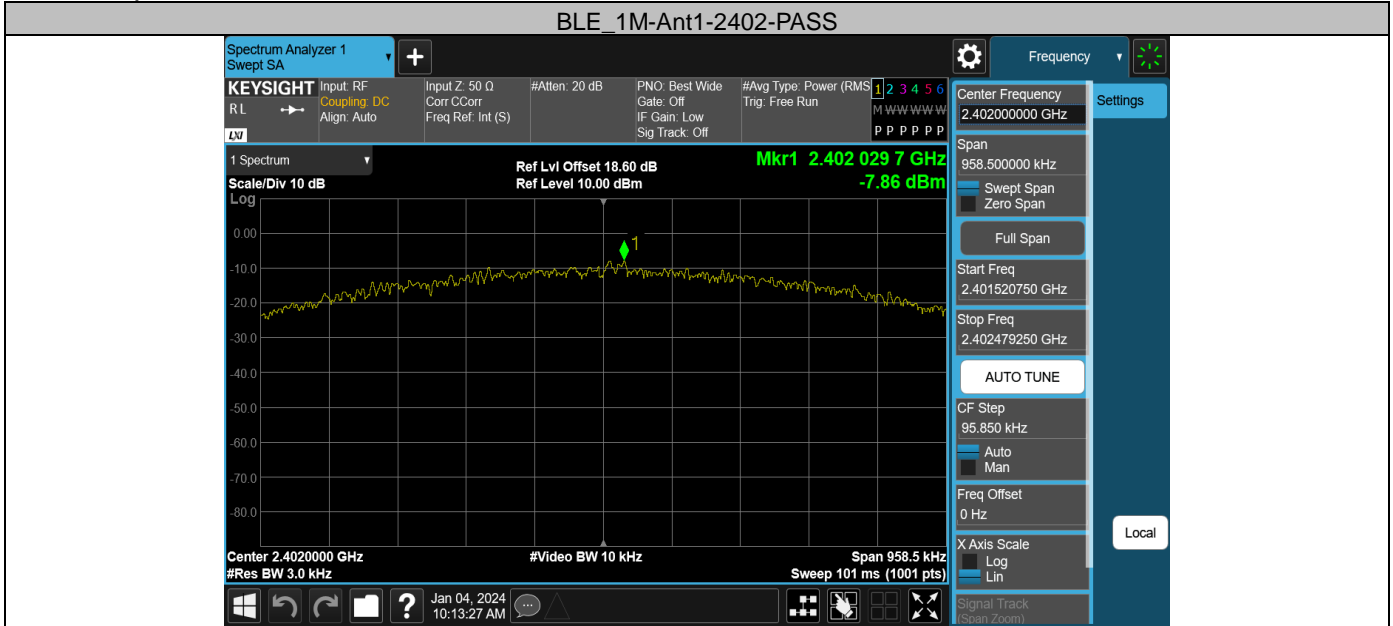 BLE_1M-Ant1-2402-PASS
Spectrum Analyzer 1
Swept SA
+
Frequency
KEYSIGHT
RL
LXI
Input: RF
Coupling: DC
Align: Auto
Input Z: 50 Ω
Corr CCorr
Freq Ref: Int (S)
#Atten: 20 dB
PNO: Best Wide
Gate: Off
IF Gain: Low
Sig Track: Off
#Avg Type: Power (RMS
Trig: Free Run
1 2 3 4 5 6
M W W W W W
P P P P P P
1 Spectrum
Scale/Div 10 dB
Log
Ref Lvl Offset 18.60 dB
Ref Level 10.00 dBm
Mkr1 2.402 029 7 GHz
-7.86 dBm
1
0.00
-10.0
-20.0
-30.0
-40.0
-50.0
-60.0
-70.0
-80.0
Center 2.4020000 GHz
#Res BW 3.0 kHz
#Video BW 10 kHz
Span 958.5 kHz
Sweep 101 ms (1001 pts)
Center Frequency
2.402000000 GHz
Settings
Span
958.500000 kHz
Swept Span
Zero Span
Full Span
Start Freq
2.401520750 GHz
Stop Freq
2.402479250 GHz
AUTO TUNE
CF Step
95.850 kHz
Auto
Man
Freq Offset
0 Hz
X Axis Scale
Log
Lin
Local
Signal Track
(Span Zoom)
?
Jan 04, 2024
10:13:27 AM